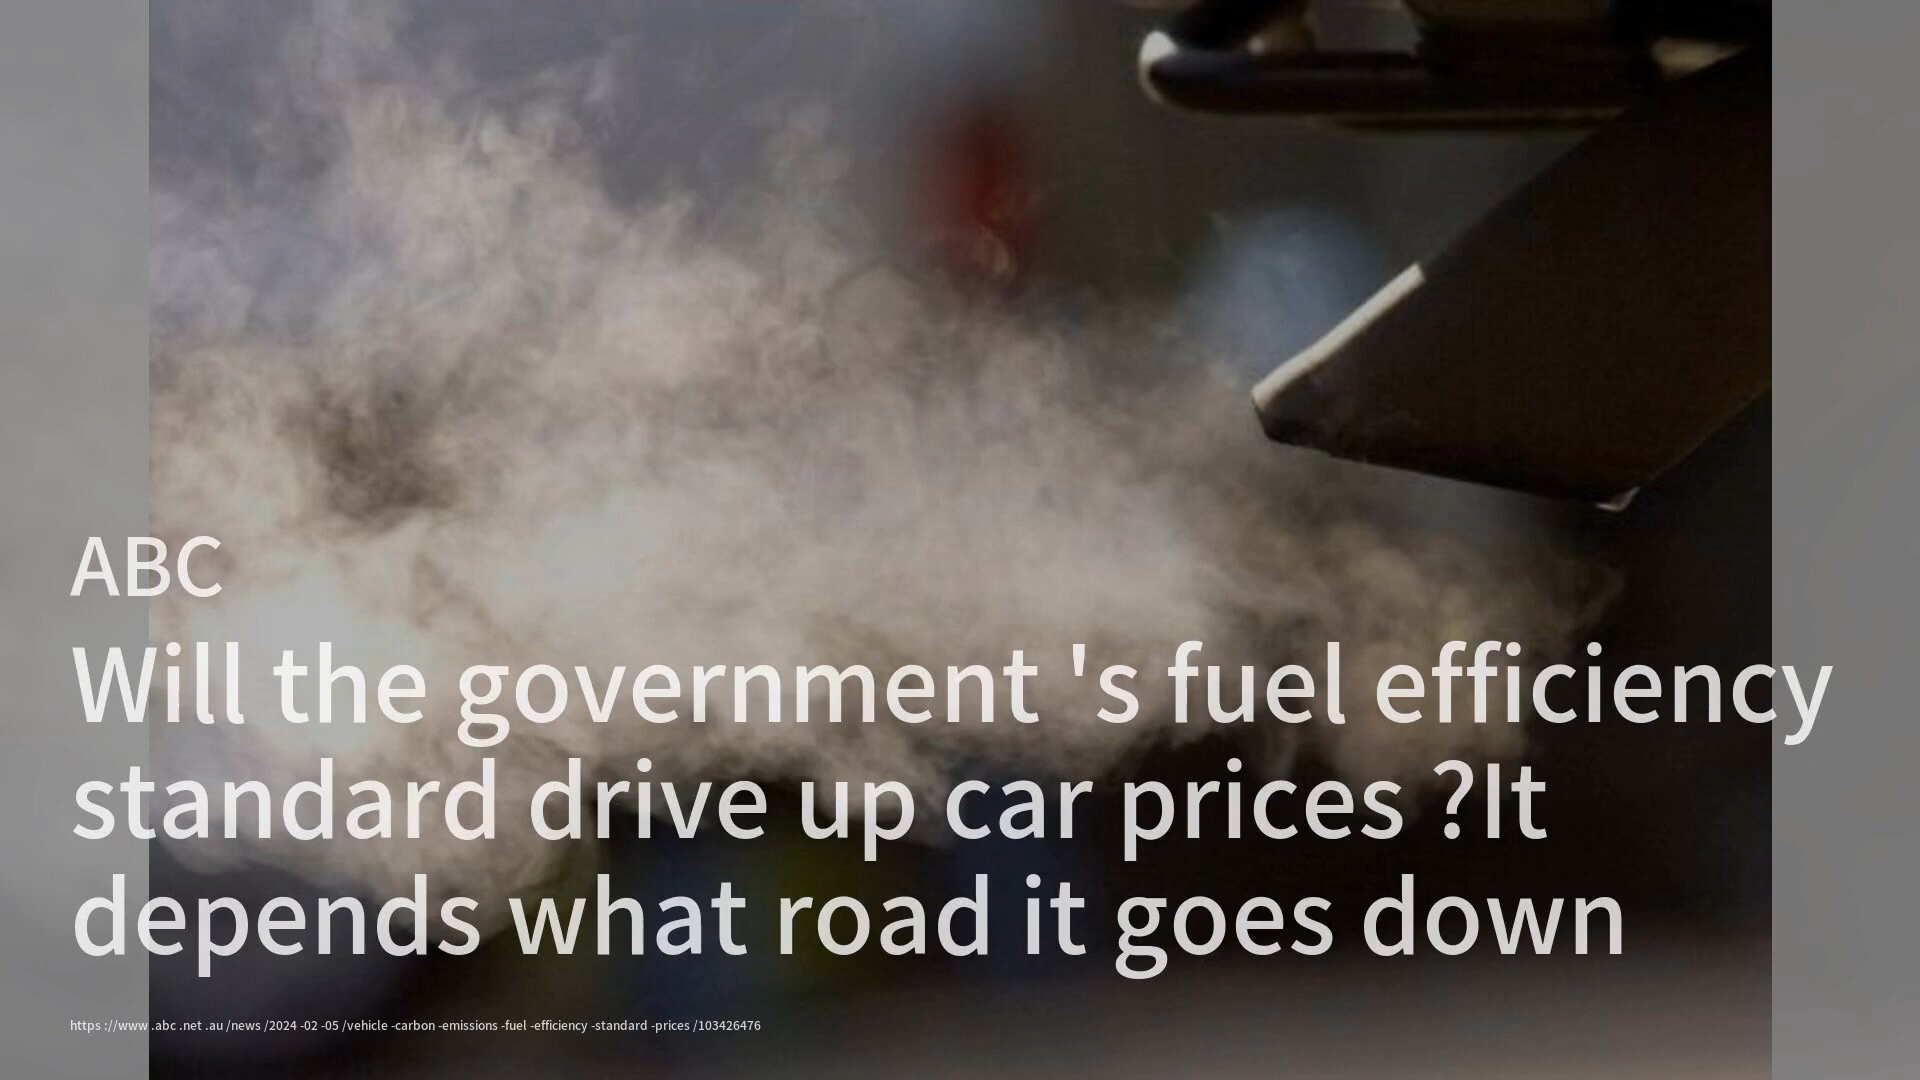 ABC
Will the government 's fuel efficiency
standard drive up car prices ?It
depends what road it goes down
https ://www .abc .net .au /news /2024 -02 -05 /vehicle -carbon -emissions -fuel -efficiency -standard -prices /103426476